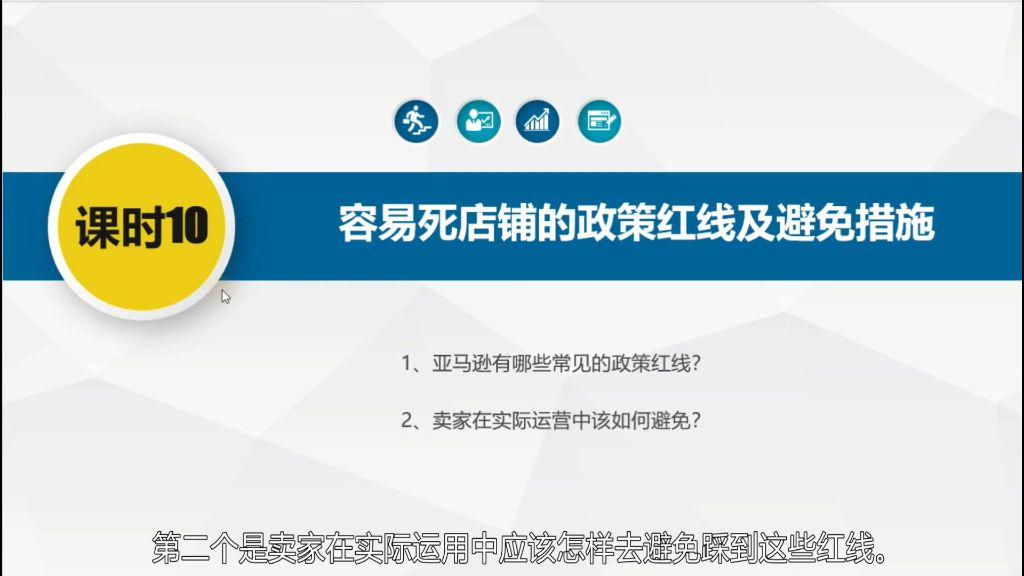 课时10
容易死店铺的政策红线及避免措施
1、亚马逊有哪些常见的政策红线？
2、卖家在实际运营中该如何避免？
第二个是卖家在实际运用中应该怎样去避免踩到这些红线。